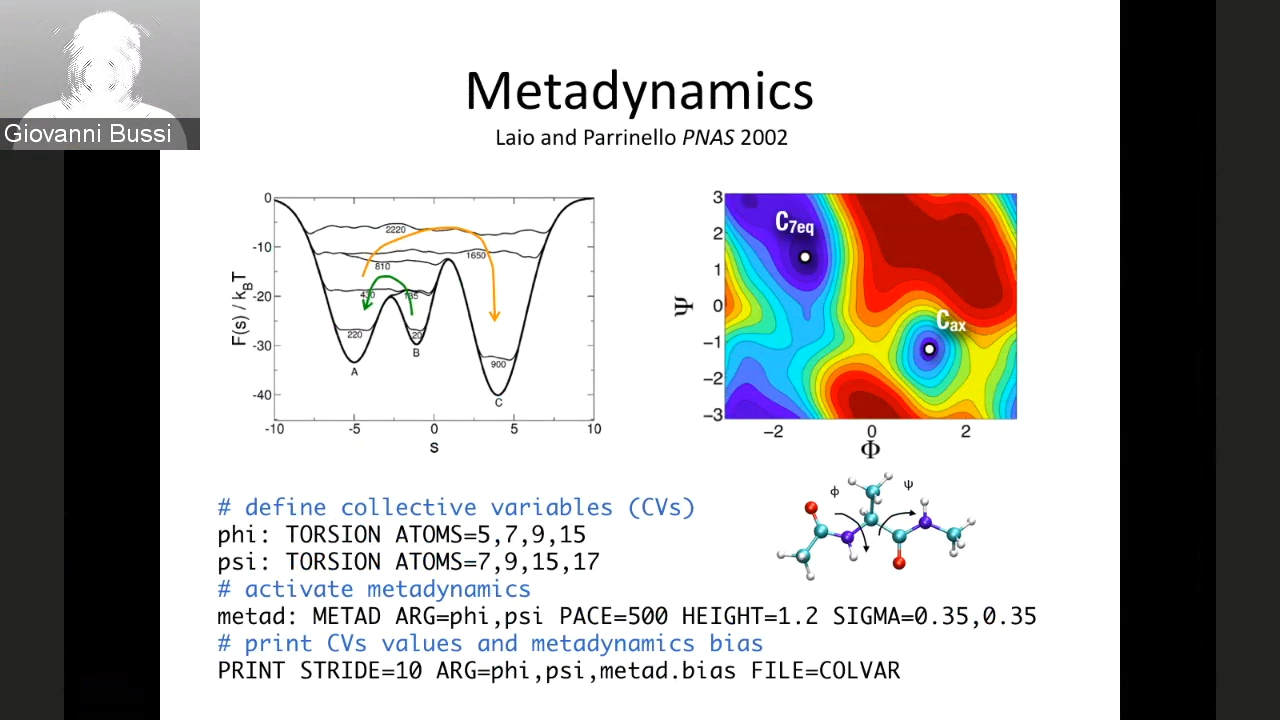 Giovanni Bussi
Metadynamics
Laio and Parrinello PNAS 2002
0
-10
-20
-30
-40
F(s) / kBT
2220
1650
810
430
185
220
20
900
A
B
C
-10
-5
0
5
10
s
3
2
1
0
−1
−2
−3
Ψ
C7eq
Cax
−2
0
2
Φ
ϕ
ψ
# define collective variables (CVs)
phi: TORSION ATOMS=5,7,9,15
psi: TORSION ATOMS=7,9,15,17
# activate metadynamics
metad: METAD ARG=phi,psi PACE=500 HEIGHT=1.2 SIGMA=0.35,0.35
# print CVs values and metadynamics bias
PRINT STRIDE=10 ARG=phi,psi,metad.bias FILE=COLVAR